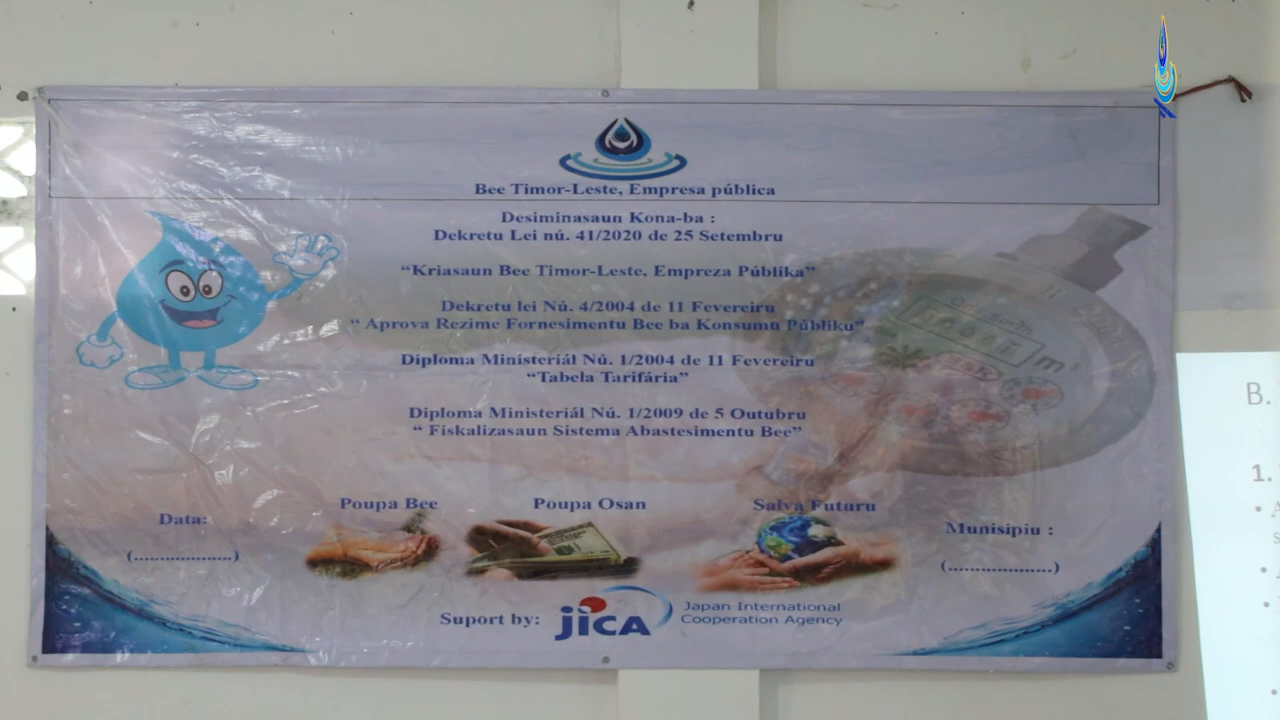 Bee Timor-Leste, Empresa pública
Desiminasaun Kona-ba :
Dekretu Lei nú. 41/2020 de 25 Setembru
“Kriasaun Bee Timor-Leste, Empreza Públika”
Dekretu lei Nú. 4/2004 de 11 Fevereiru
“ Aprova Rezime Fornesimentu Bee ba Konsumu Públiku”
Diploma Ministeriál Nú. 1/2004 de 11 Fevereiru
“Tabela Tarifária”
Diploma Ministeriál Nú. 1/2009 de 5 Outubru
“ Fiskalizasaun Sistema Abastesimentu Bee”
Poupa Bee
Poupa Osan
Salva Futuru
Data:
(..................)
Munisipiu :
(...................)
Suport by:
JICA
Japan International
Cooperation Agency
m³
B.
1.